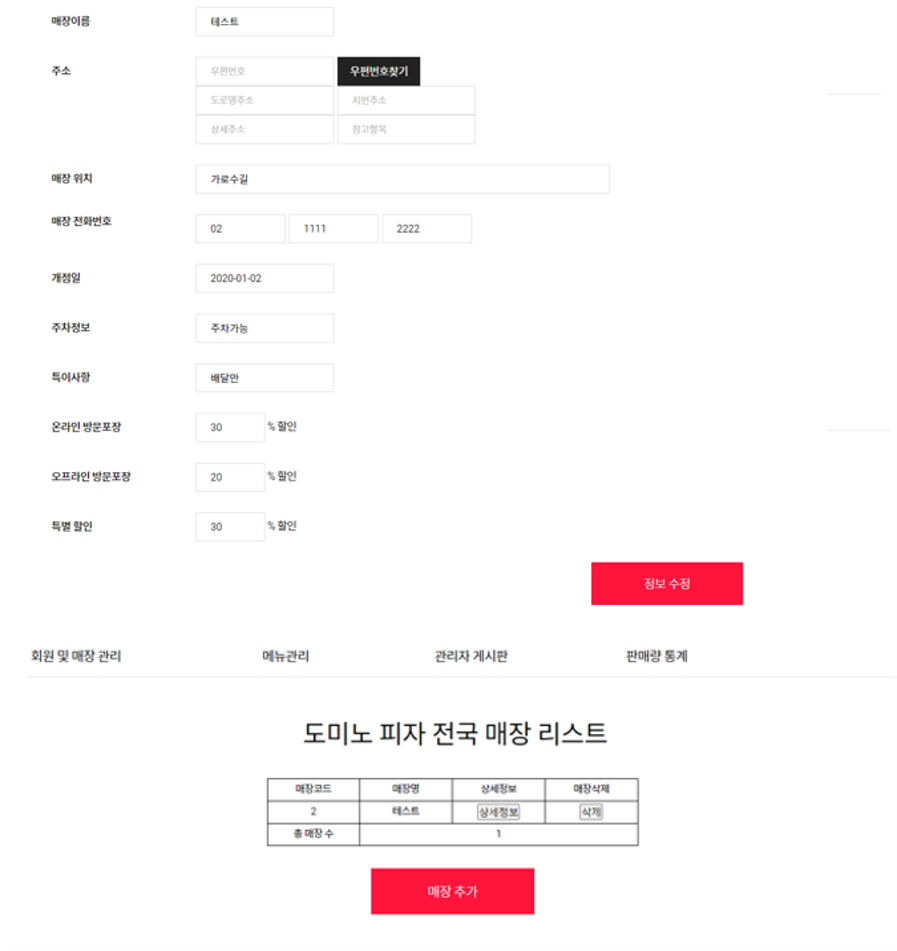 매장이름 테스트
주소 우편번호 우편번호찾기
도로명주소 지번주소
상세주소 참고항목
매장 위치 가로수길
매장 전화번호 02 1111 2222
개점일 2020-01-02
주차정보 주차가능
특이사항 배달만
온라인 방문포장 30 % 할인
오프라인 방문포장 20 % 할인
특별 할인 30 % 할인
정보 수정
회원 및 매장 관리 메뉴관리 관리자 게시판 판매량 통계
도미노 피자 전국 매장 리스트
매장코드 매장명 상세정보 매장삭제
2 테스트 상세정보 삭제
총 매장 수 1
매장 추가